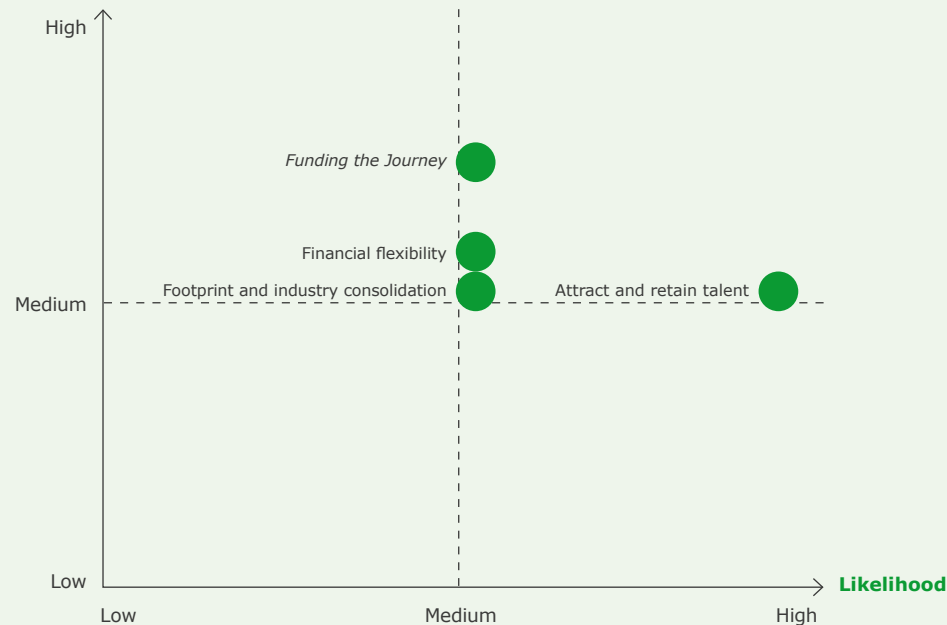 High
Funding the Journey
Financial flexibility
Footprint and industry consolidation
Attract and retain talent
Medium
Low
Likelihood
Low
Medium
High